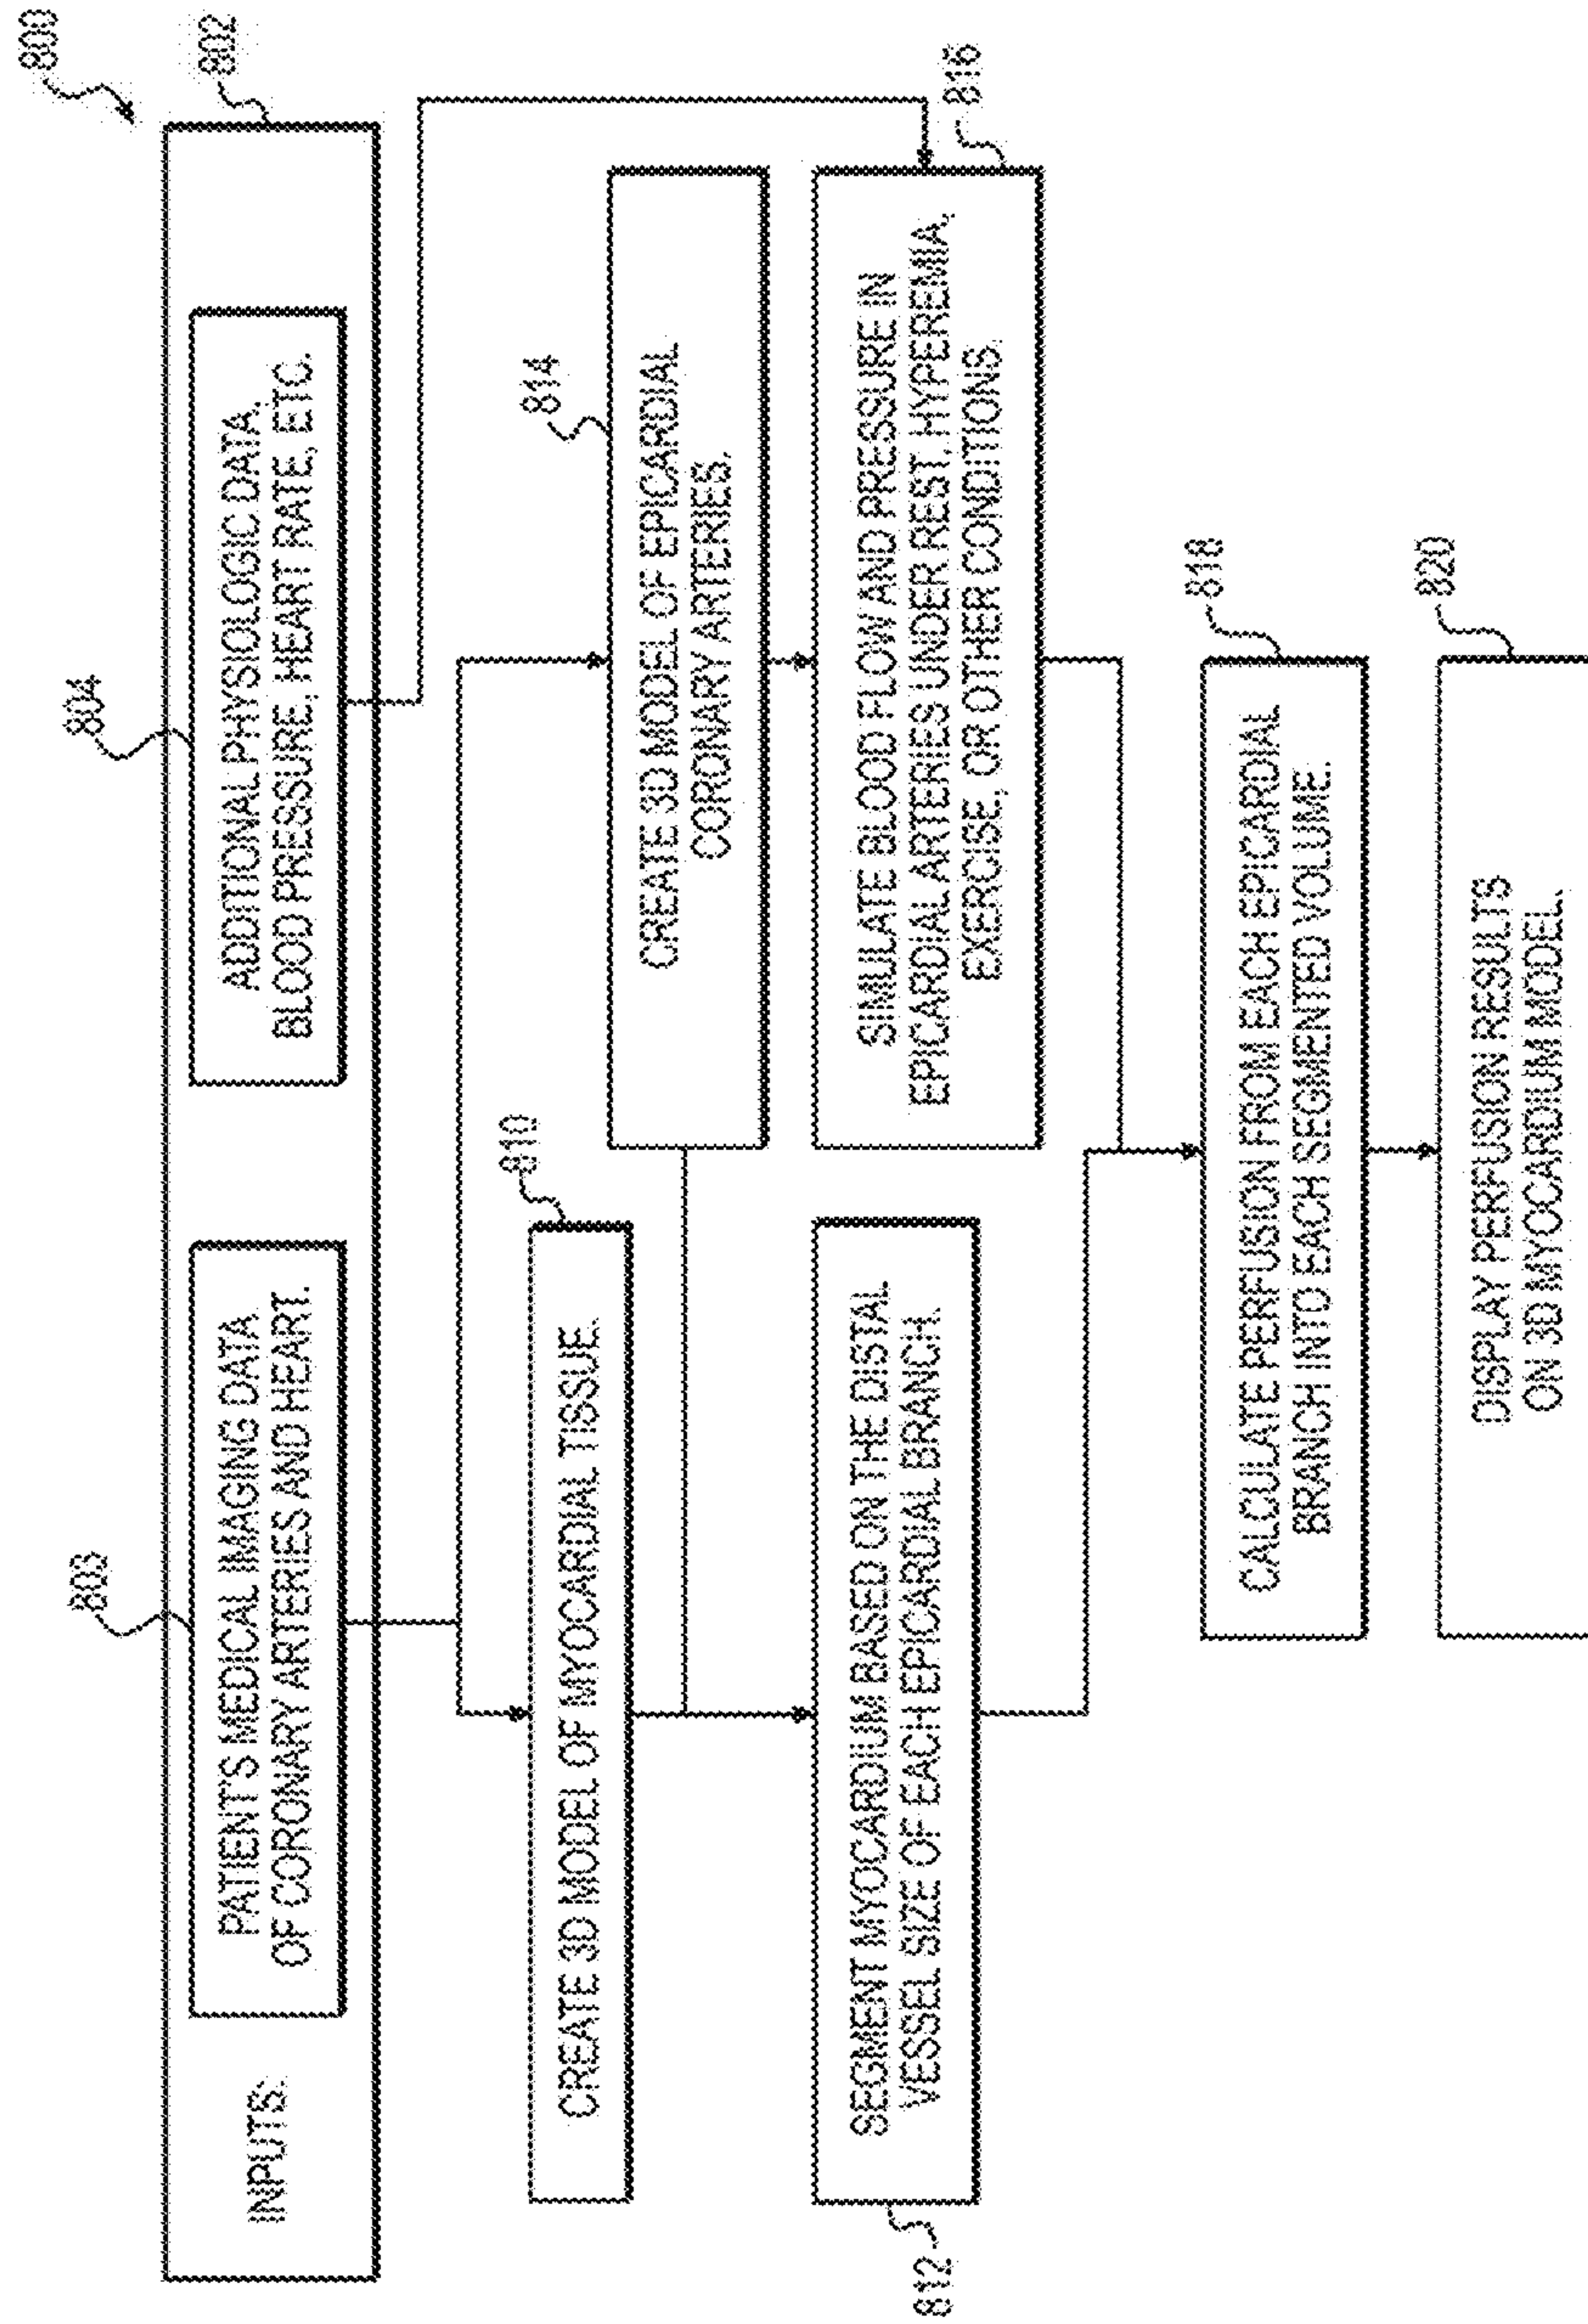 800
802
INPUTS:
803
PATIENT'S MEDICAL IMAGING DATA
OF CORONARY ARTERIES AND HEART.
804
ADDITIONAL PHYSIOLOGIC DATA,
BLOOD PRESSURE, HEART RATE, ETC.
810
CREATE 3D MODEL OF MYOCARDIAL TISSUE.
814
CREATE 3D MODEL OF EPICARDIAL
CORONARY ARTERIES.
812
SEGMENT MYOCARDIUM BASED ON THE DISTAL
VESSEL SIZE OF EACH EPICARDIAL BRANCH.
816
SIMULATE BLOOD FLOW AND PRESSURE IN
EPICARDIAL ARTERIES UNDER REST, HYPEREMIA,
EXERCISE, OR OTHER CONDITIONS.
818
CALCULATE PERFUSION FROM EACH EPICARDIAL
BRANCH INTO EACH SEGMENTED VOLUME.
820
DISPLAY PERFUSION RESULTS
ON 3D MYOCARDIUM MODEL.